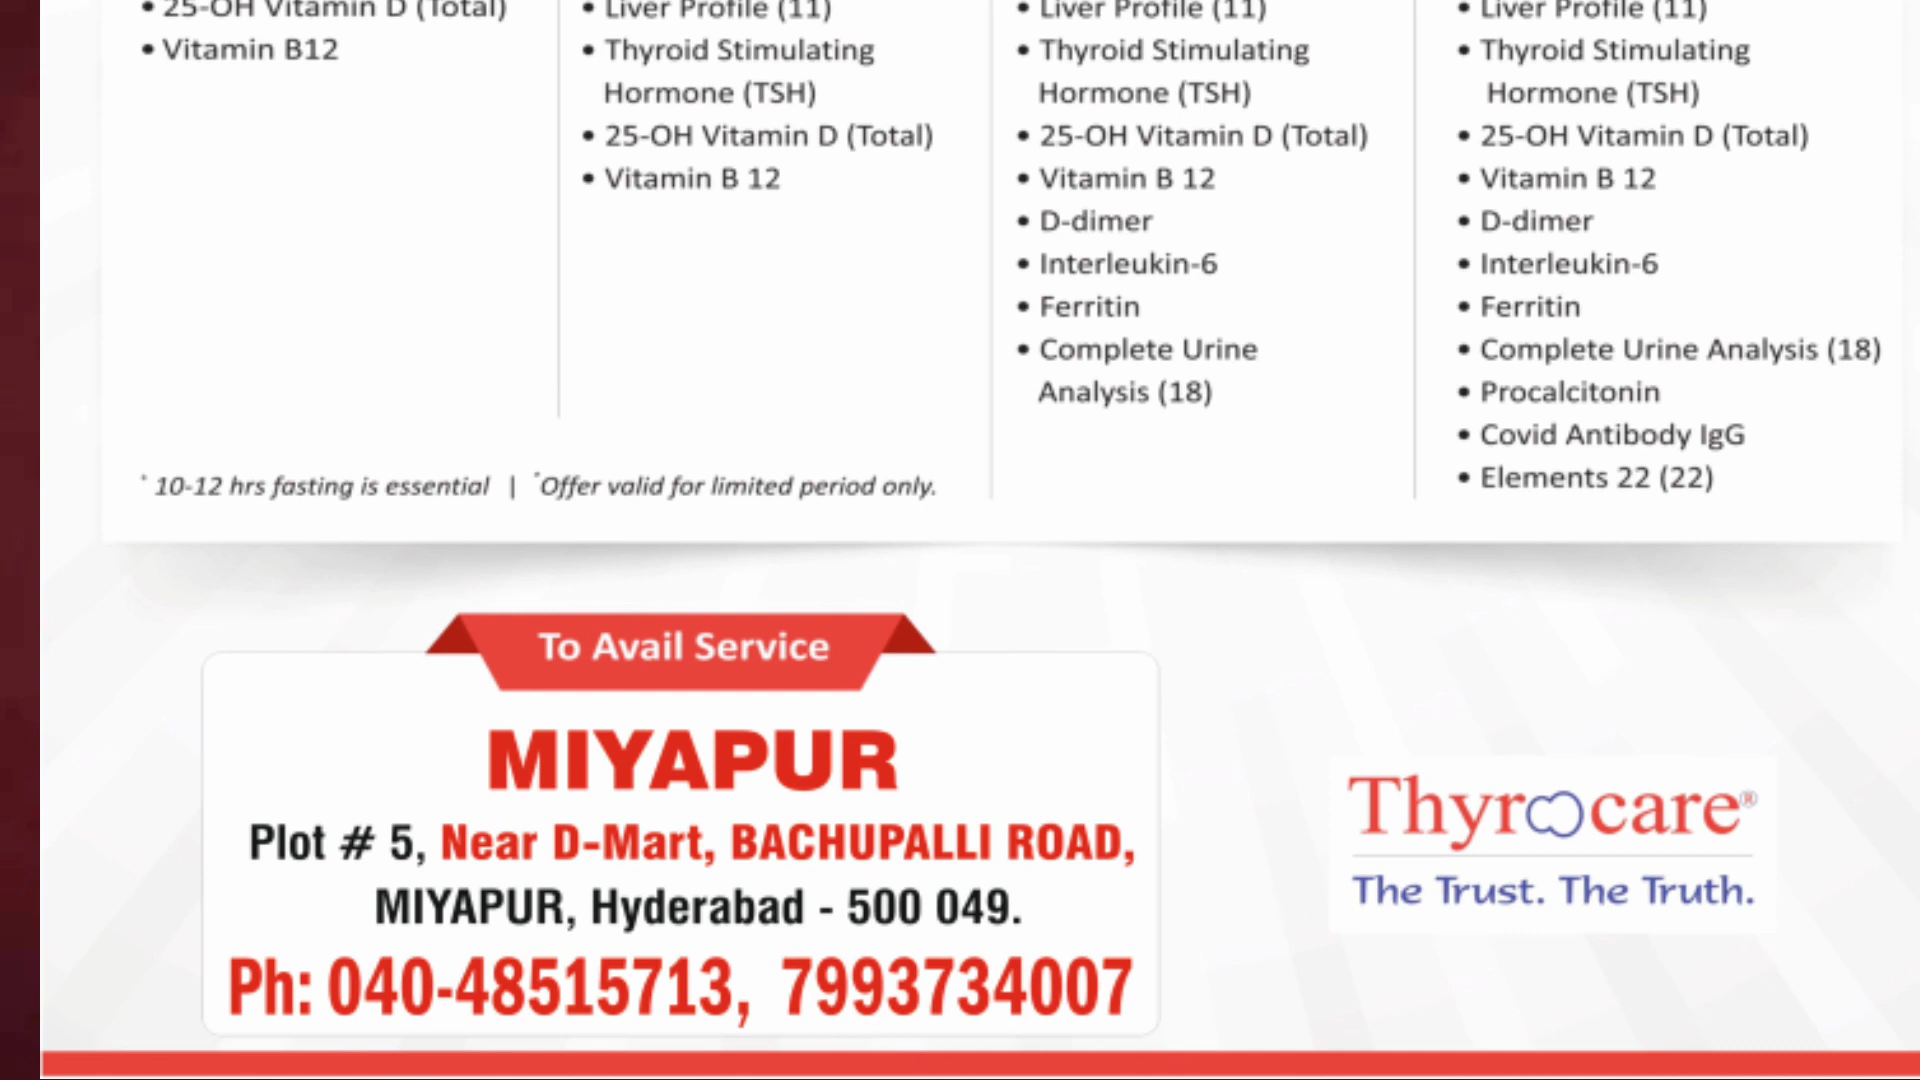 • 25-OH Vitamin D (Total)
• Vitamin B12
• Liver Profile (11)
• Thyroid Stimulating
Hormone (TSH)
• 25-OH Vitamin D (Total)
• Vitamin B 12
• Liver Profile (11)
• Thyroid Stimulating
Hormone (TSH)
• 25-OH Vitamin D (Total)
• Vitamin B 12
• D-dimer
• Interleukin-6
• Ferritin
• Complete Urine
Analysis (18)
• Liver Profile (11)
• Thyroid Stimulating
Hormone (TSH)
• 25-OH Vitamin D (Total)
• Vitamin B 12
• D-dimer
• Interleukin-6
• Ferritin
• Complete Urine Analysis (18)
• Procalcitonin
• Covid Antibody IgG
• Elements 22 (22)
* 10-12 hrs fasting is essential | *Offer valid for limited period only.
To Avail Service
MIYAPUR
Plot # 5, Near D-Mart, BACHUPALLI ROAD,
MIYAPUR, Hyderabad - 500 049.
Ph: 040-48515713, 7993734007
Thyrocare®
The Trust. The Truth.